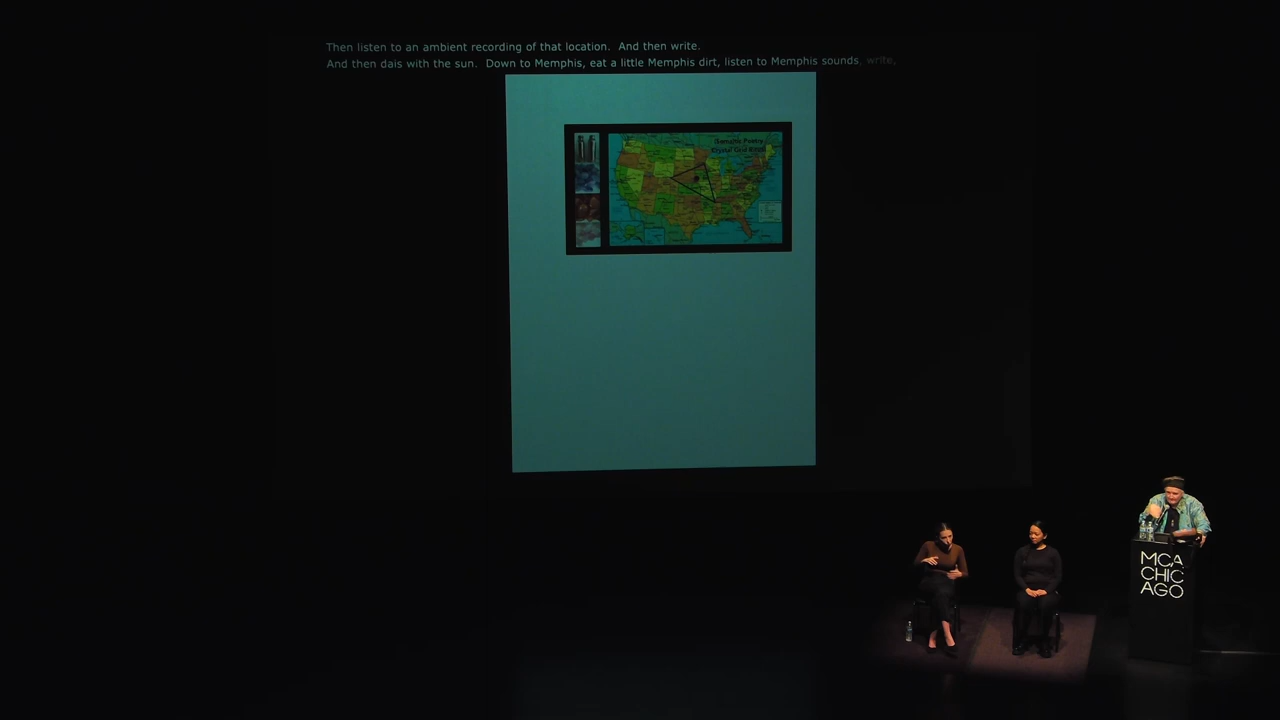 Then listen to an ambient recording of that location.  And then write.
And then dais with the sun.  Down to Memphis, eat a little Memphis dirt, listen to Memphis sounds, write,
MCA
CHIC
AGO